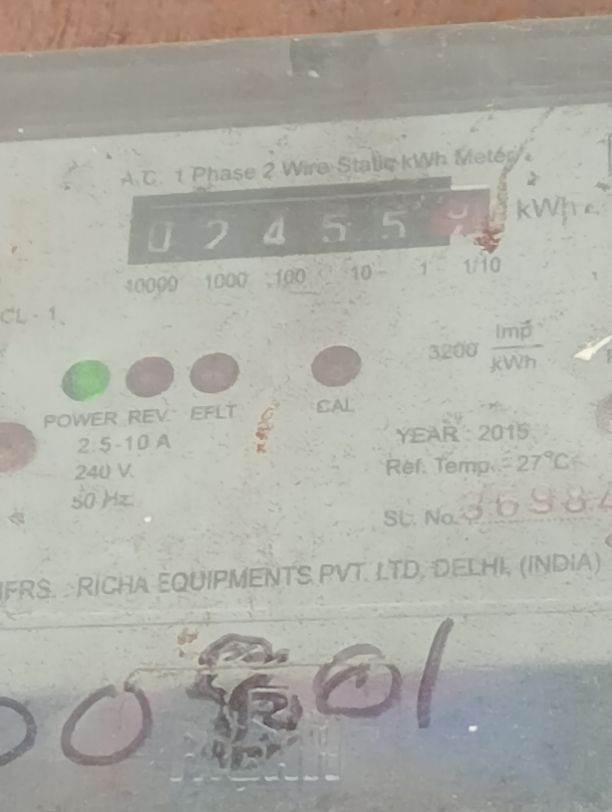 A.C. 1 Phase 2 Wire Static kWh Meter
0 2 4 5 5 kWh
10000 1000 100 10 1 1/10
CL - 1
3200 Imp/kWh
POWER REV. EFLT CAL
2.5-10 A
YEAR : 2015
240 V.
Ref. Temp. - 27°C
50 Hz.
SL. No. 3698
MFRS. : RICHA EQUIPMENTS PVT. LTD, DELHI, (INDIA)
01